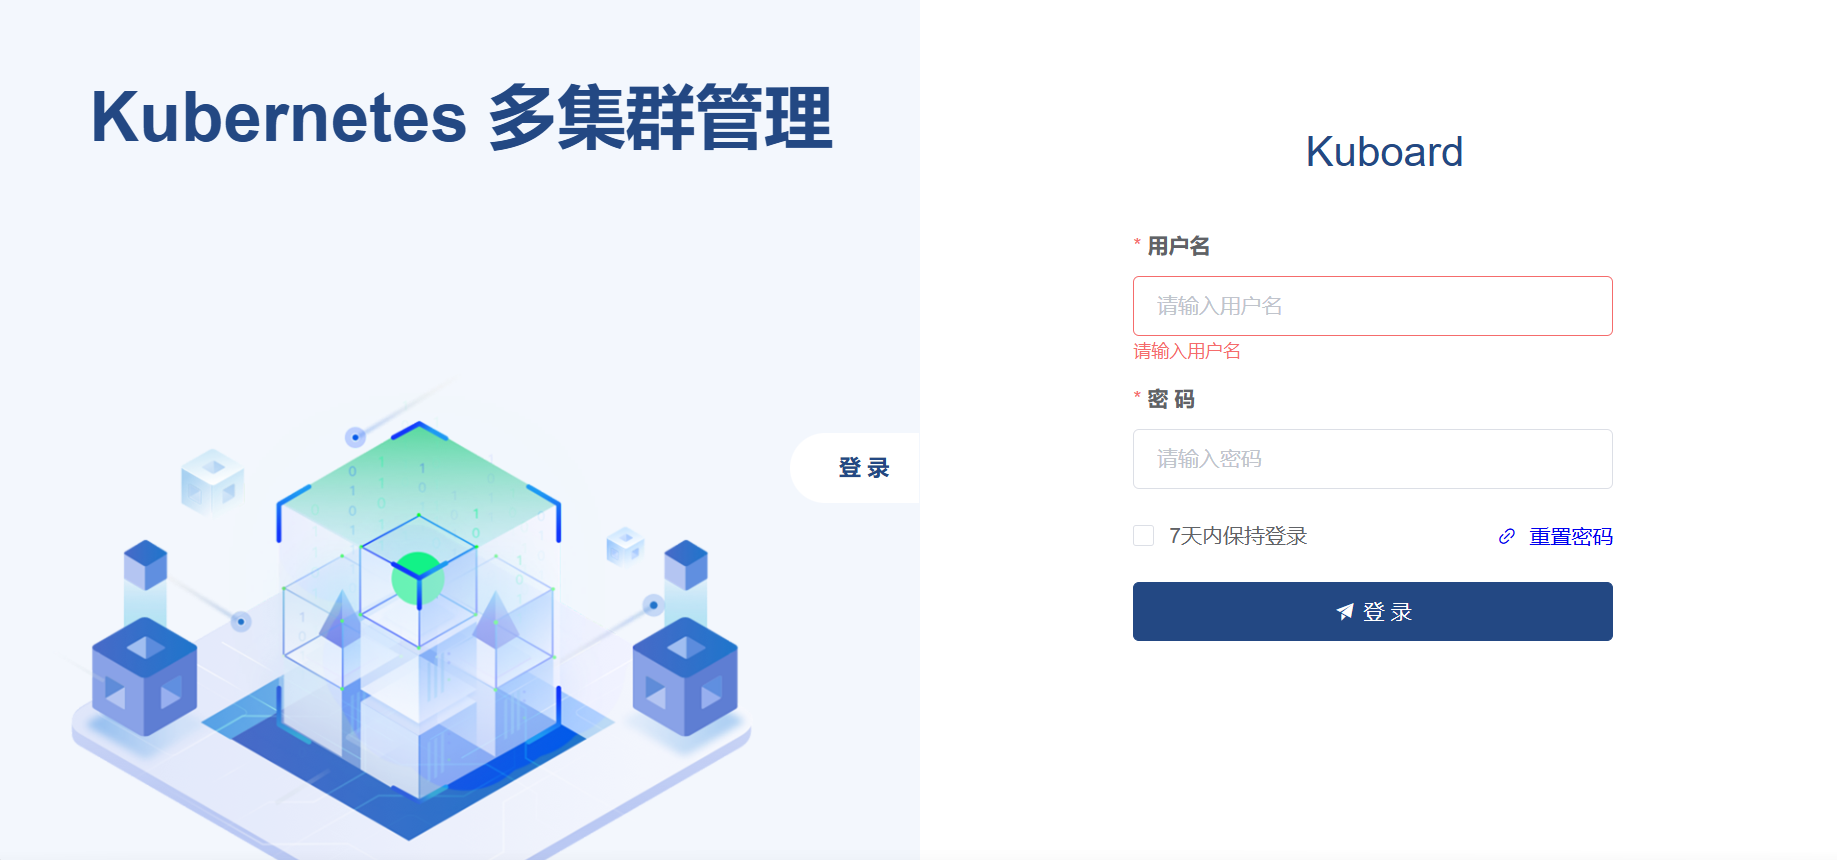 Kubernetes 多集群管理
登 录
Kuboard
* 用户名
请输入用户名
请输入用户名
* 密 码
请输入密码
7天内保持登录
重置密码
登 录